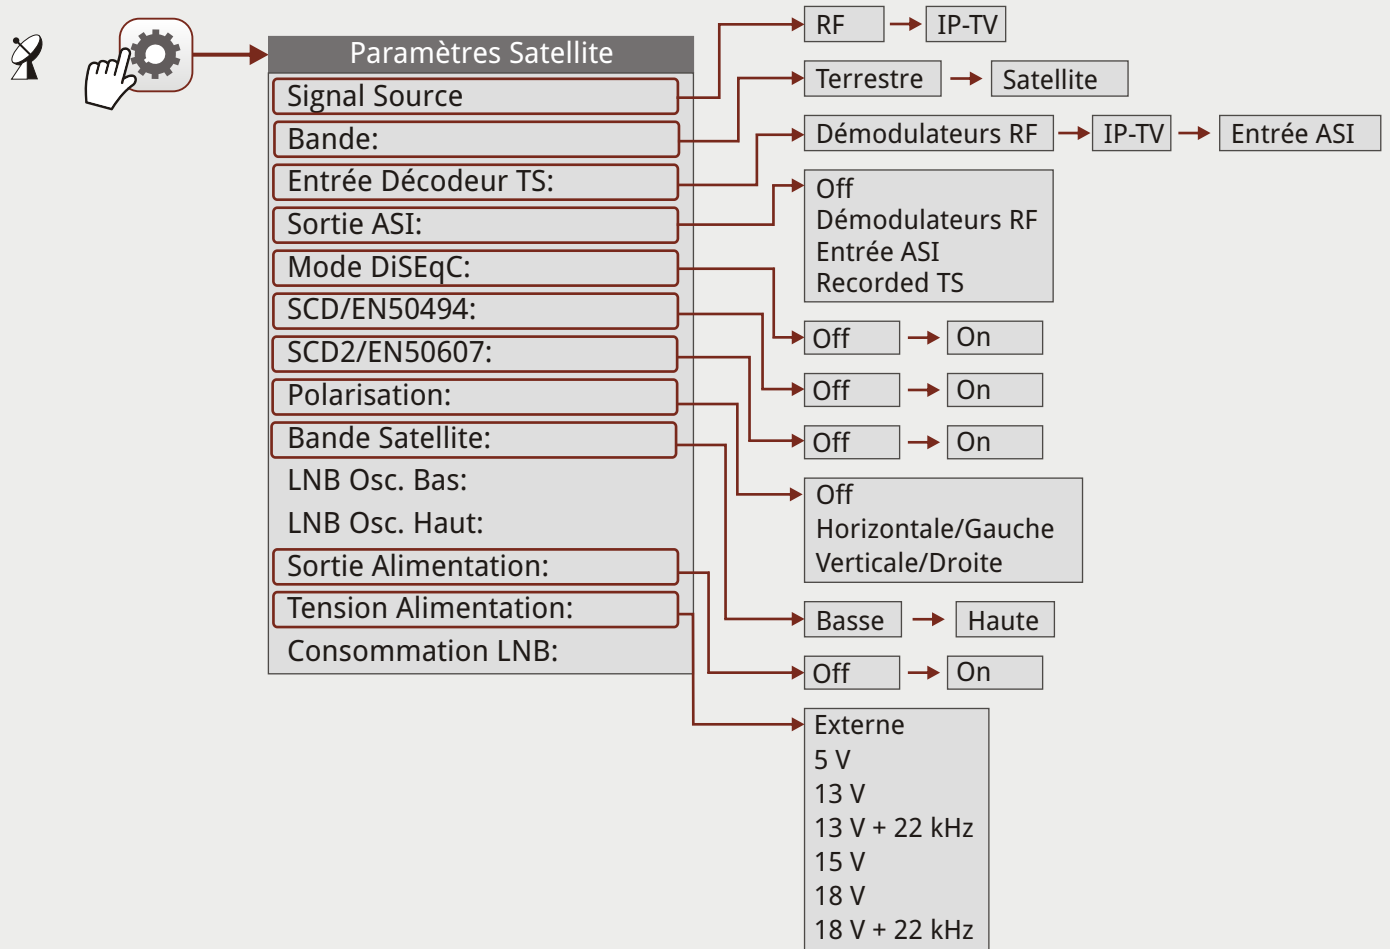 Paramètres Satellite
Signal Source
Bande:
Entrée Décodeur TS:
Sortie ASI:
Mode DiSEqC:
SCD/EN50494:
SCD2/EN50607:
Polarisation:
Bande Satellite:
LNB Osc. Bas:
LNB Osc. Haut:
Sortie Alimentation:
Tension Alimentation:
Consommation LNB:
RF IP-TV
Terrestre Satellite
Démodulateurs RF IP-TV Entrée ASI
Off
Démodulateurs RF
Entrée ASI
Recorded TS
Off On
Off On
Off On
Off
Horizontale/Gauche
Verticale/Droite
Basse Haute
Off On
Externe
5 V
13 V
13 V + 22 kHz
15 V
18 V
18 V + 22 kHz